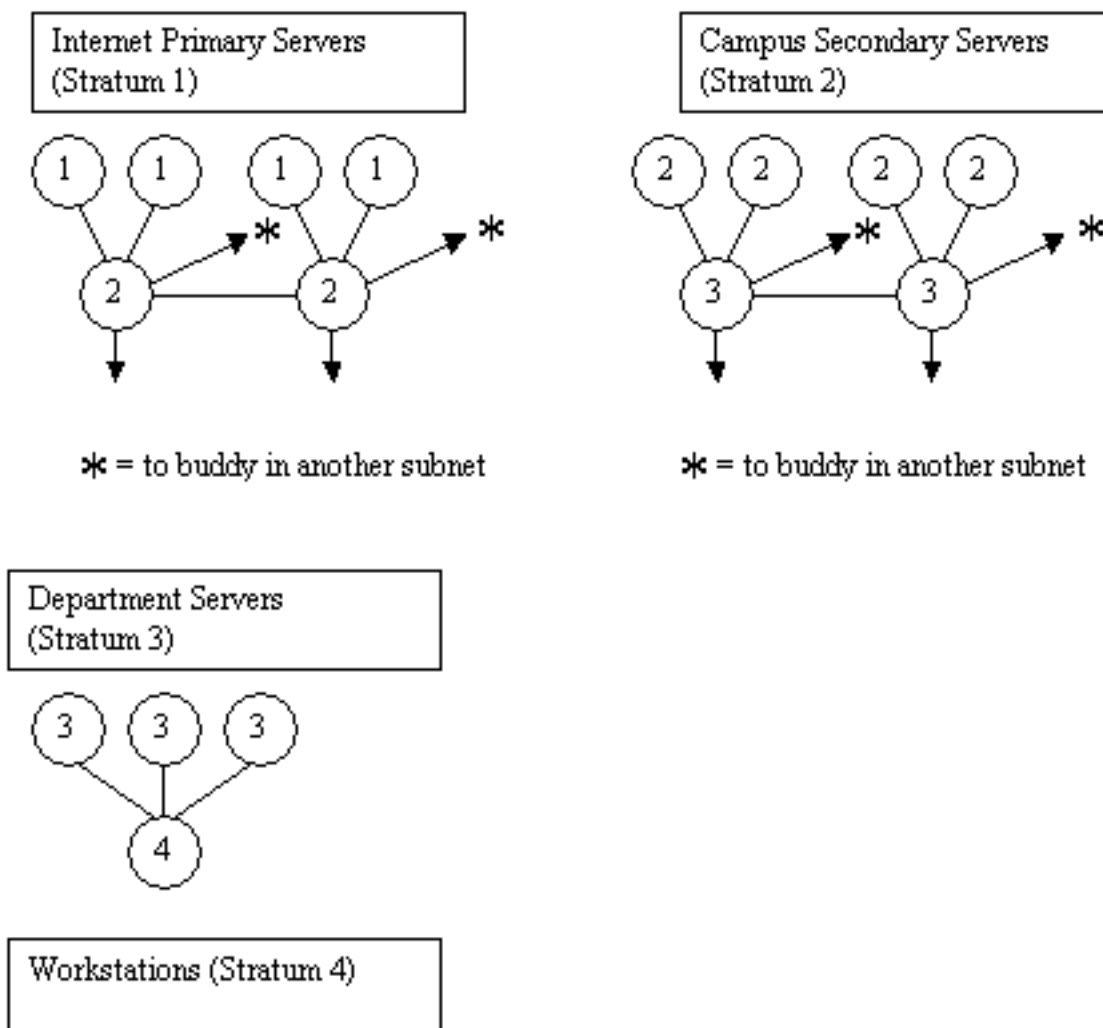 Internet Primary Servers
(Stratum 1)
1 1 1 1
*
*
2 2
* = to buddy in another subnet
Campus Secondary Servers
(Stratum 2)
2 2 2 2
*
*
3 3
* = to buddy in another subnet
Department Servers
(Stratum 3)
3 3 3
4
Workstations (Stratum 4)